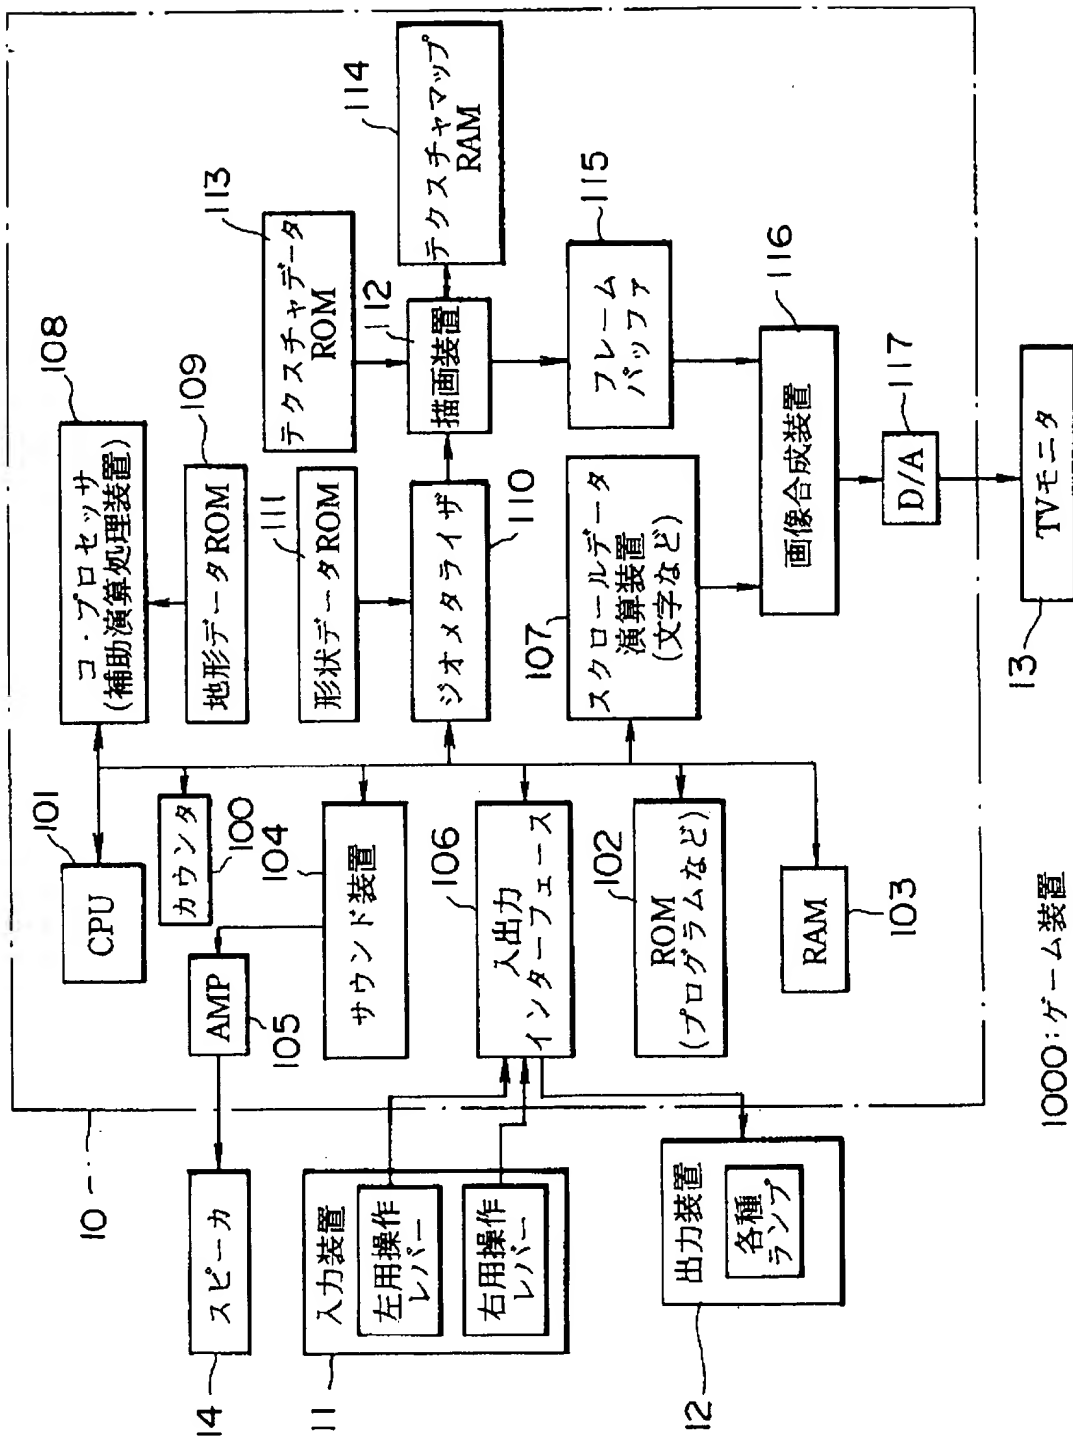 10
14
スピーカ
11
入力装置
左用操作
レバー
右用操作
レバー
12
出力装置
各種
ランプ
101
CPU
カウンタ
100
AMP
105
104
サウンド装置
106
入出力
インターフェース
102
ROM
(プログラムなど)
RAM
103
108
コ・プロセッサ
(補助演算処理装置)
地形データROM
109
111
形状データROM
ジオメタライザ
110
107
スクロールデータ
演算装置
(文字など)
113
テクスチャデータ
ROM
112
描画装置
114
テクスチャマップ
RAM
115
フレーム
バッファ
116
画像合成装置
117
D/A
13
TVモニタ
1000:ゲーム装置